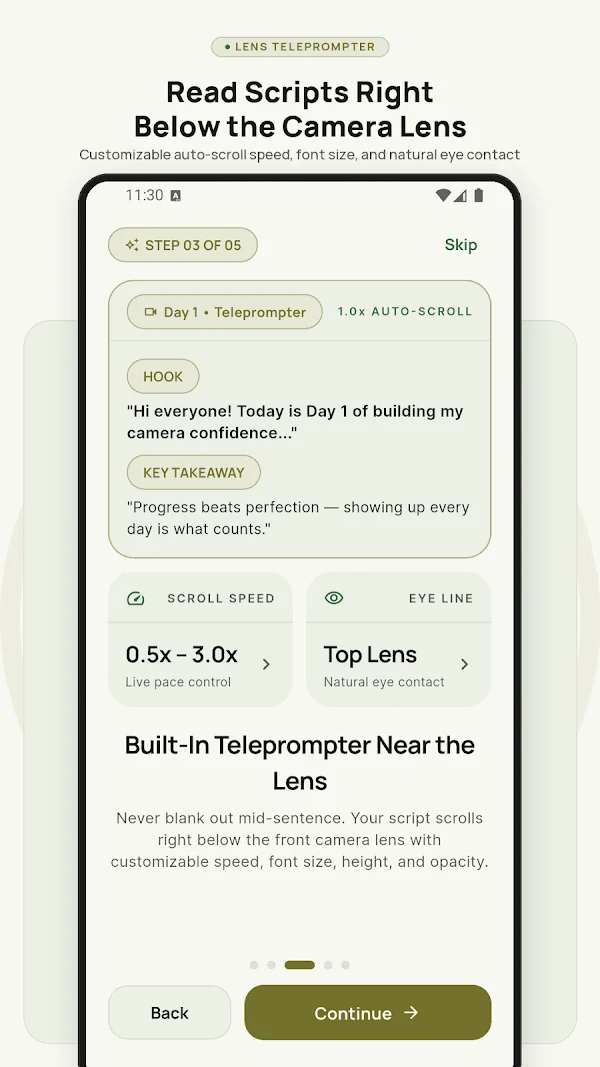 LENS TELEPROMPTER
Read Scripts Right
Below the Camera Lens
Customizable auto-scroll speed, font size, and natural eye contact
11:30
STEP 03 OF 05
Skip
Day 1 • Teleprompter
1.0x AUTO-SCROLL
HOOK
"Hi everyone! Today is Day 1 of building my
camera confidence..."
KEY TAKEAWAY
"Progress beats perfection — showing up every
day is what counts."
SCROLL SPEED
0.5x – 3.0x
Live pace control
EYE LINE
Top Lens
Natural eye contact
Built-In Teleprompter Near the
Lens
Never blank out mid-sentence. Your script scrolls
right below the front camera lens with
customizable speed, font size, height, and opacity.
Back
Continue